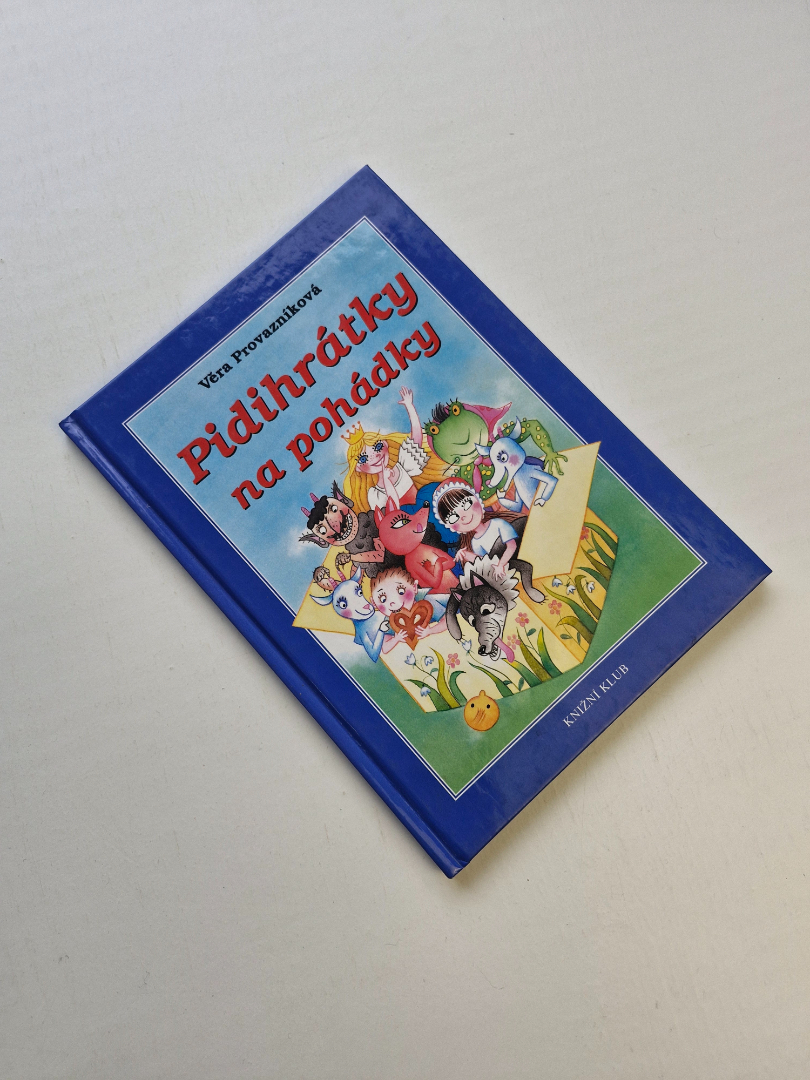 Věra Provazníková
Pidihrátky
na pohádky
KNIŽNÍ KLUB